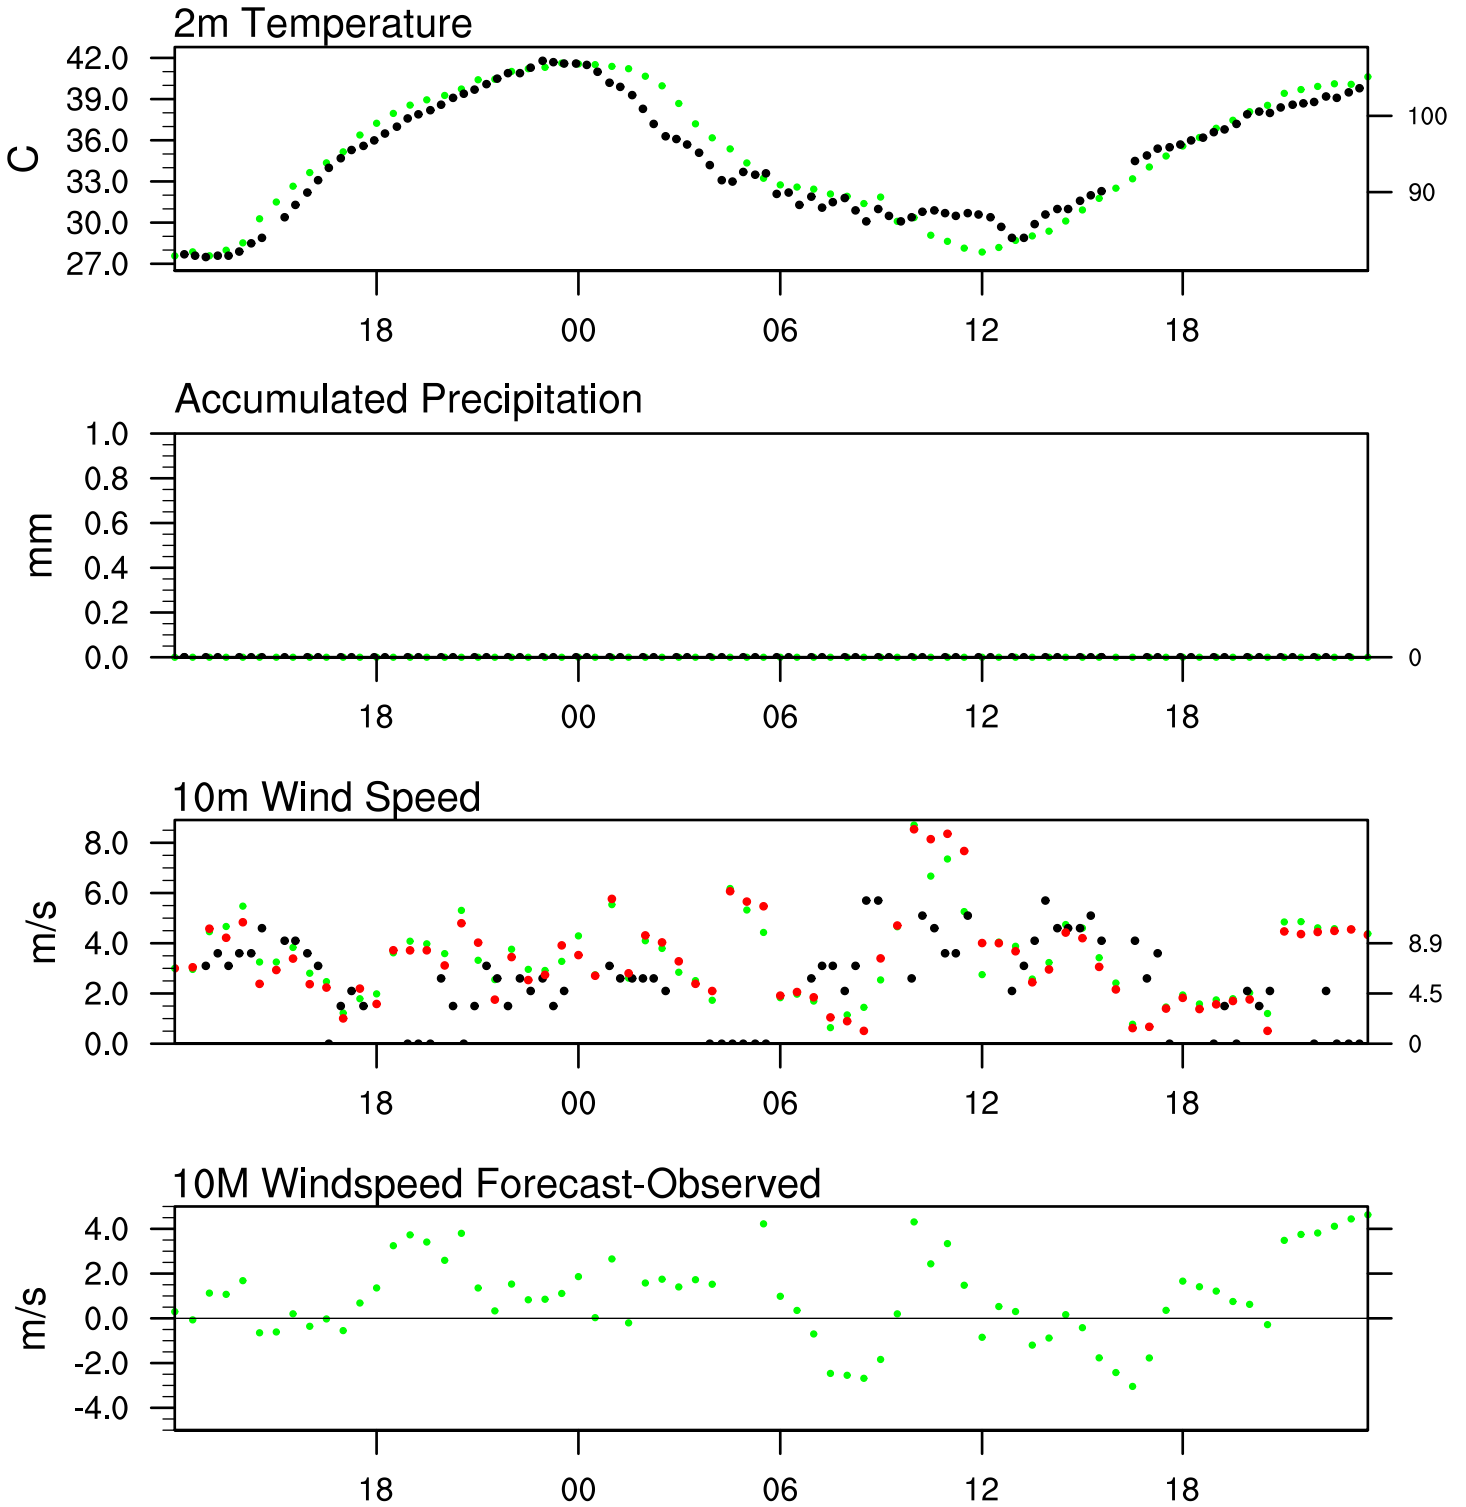 2m Temperature
42.0
39.0
36.0
33.0
30.0
27.0
C
100
90
18 00 06 12 18
Accumulated Precipitation
1.0
0.8
0.6
0.4
0.2
0.0
mm
0
18 00 06 12 18
10m Wind Speed
8.0
6.0
4.0
2.0
0.0
m/s
8.9
4.5
0
18 00 06 12 18
10M Windspeed Forecast-Observed
4.0
2.0
0.0
-2.0
-4.0
m/s
18 00 06 12 18